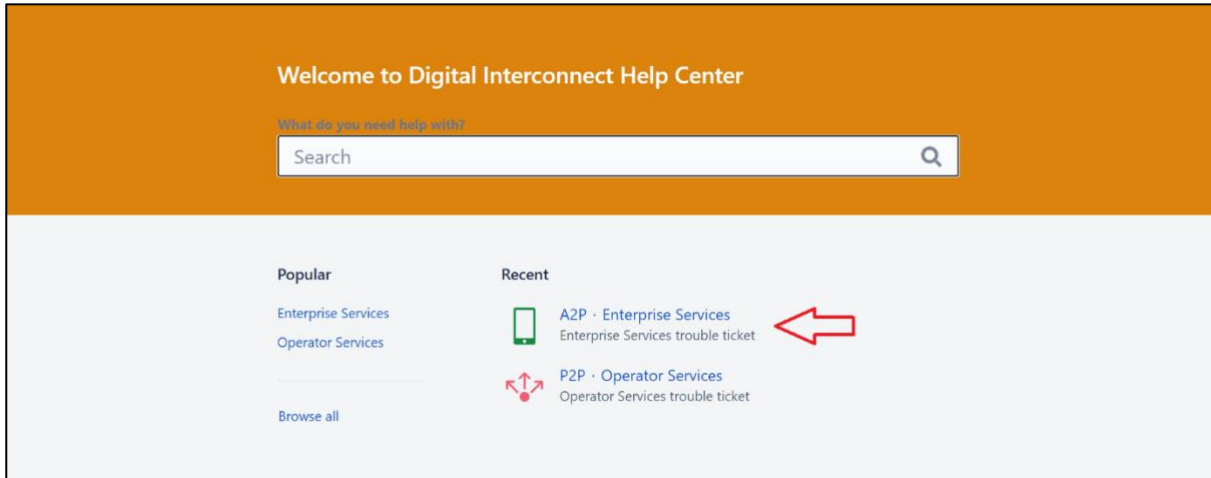 Welcome to Digital Interconnect Help Center
What do you need help with?
Search
Popular
Enterprise Services
Operator Services
Browse all
Recent
A2P · Enterprise Services
Enterprise Services trouble ticket
P2P · Operator Services
Operator Services trouble ticket